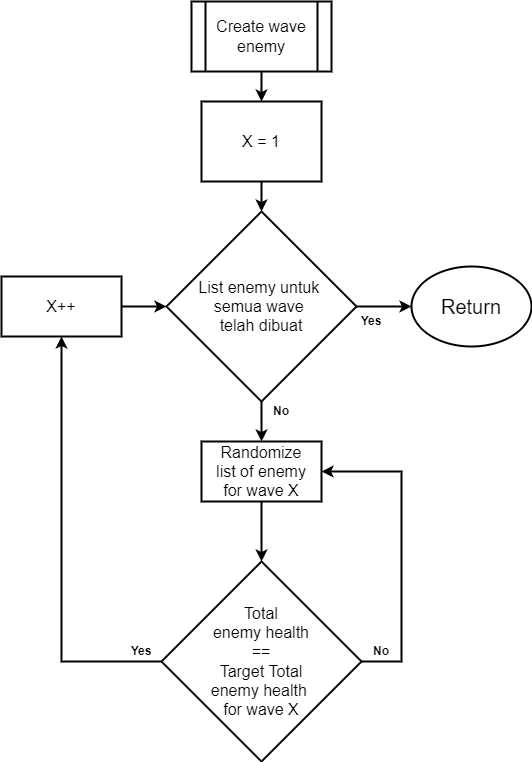 Create wave
enemy
X = 1
List enemy untuk
semua wave
telah dibuat
X++
Return
Yes
No
Randomize
list of enemy
for wave X
Total
enemy health
==
Target Total
enemy health
for wave X
Yes
No